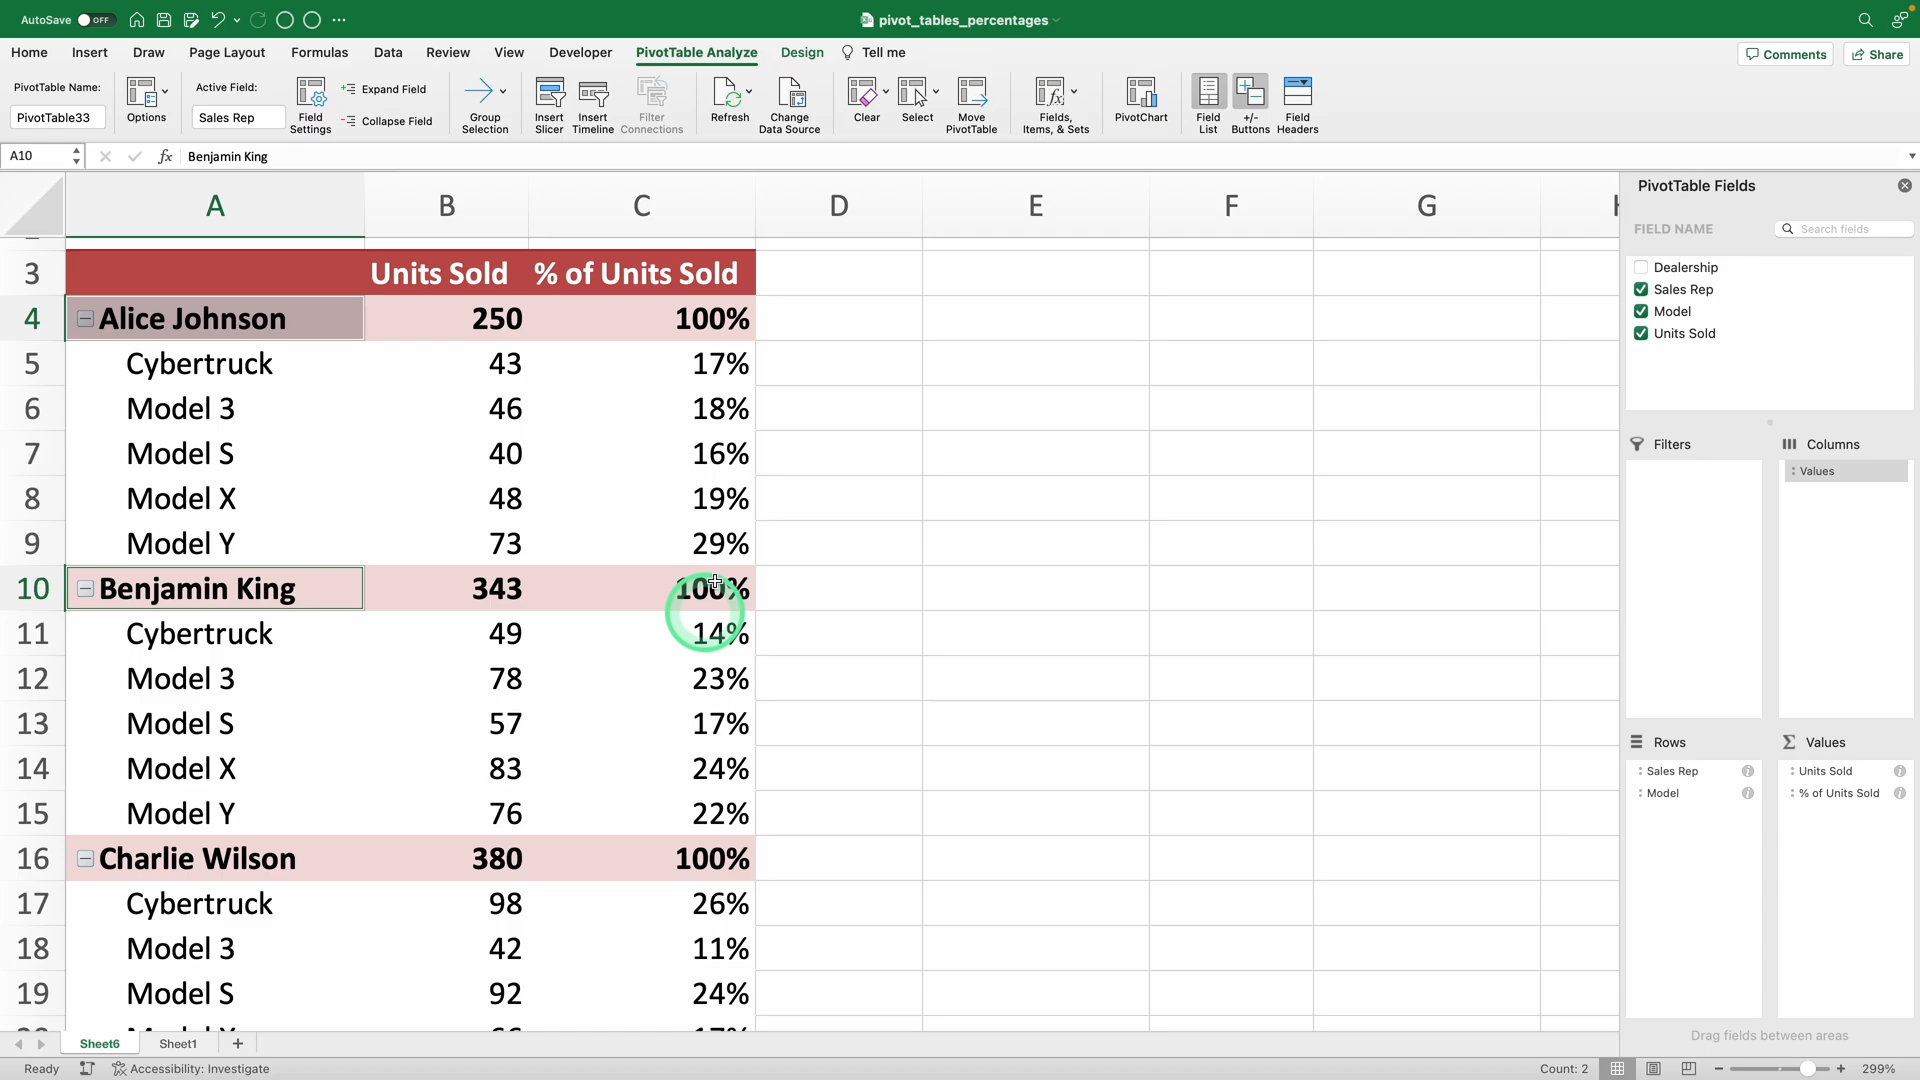 AutoSave OFF
pivot_tables_percentages
Home Insert Draw Page Layout Formulas Data Review View Developer PivotTable Analyze Design Tell me
Comments Share
PivotTable Name:
PivotTable33
Options
Active Field:
Sales Rep
Field Settings
Expand Field
Collapse Field
Group Selection
Insert Slicer
Insert Timeline
Filter Connections
Refresh
Change Data Source
Clear
Select
Move PivotTable
Fields, Items, & Sets
PivotChart
Field List
+/- Buttons
Field Headers
A10 fx Benjamin King
A B C D E F G
3 Units Sold % of Units Sold
4 Alice Johnson 250 100%
5 Cybertruck 43 17%
6 Model 3 46 18%
7 Model S 40 16%
8 Model X 48 19%
9 Model Y 73 29%
10 Benjamin King 343 100%
11 Cybertruck 49 14%
12 Model 3 78 23%
13 Model S 57 17%
14 Model X 83 24%
15 Model Y 76 22%
16 Charlie Wilson 380 100%
17 Cybertruck 98 26%
18 Model 3 42 11%
19 Model S 92 24%
PivotTable Fields
FIELD NAME Search fields
Dealership
Sales Rep
Model
Units Sold
Filters Columns
Values
Rows Values
Sales Rep Units Sold
Model % of Units Sold
Drag fields between areas
Sheet6 Sheet1 +
Ready Accessibility: Investigate Count: 2 299%